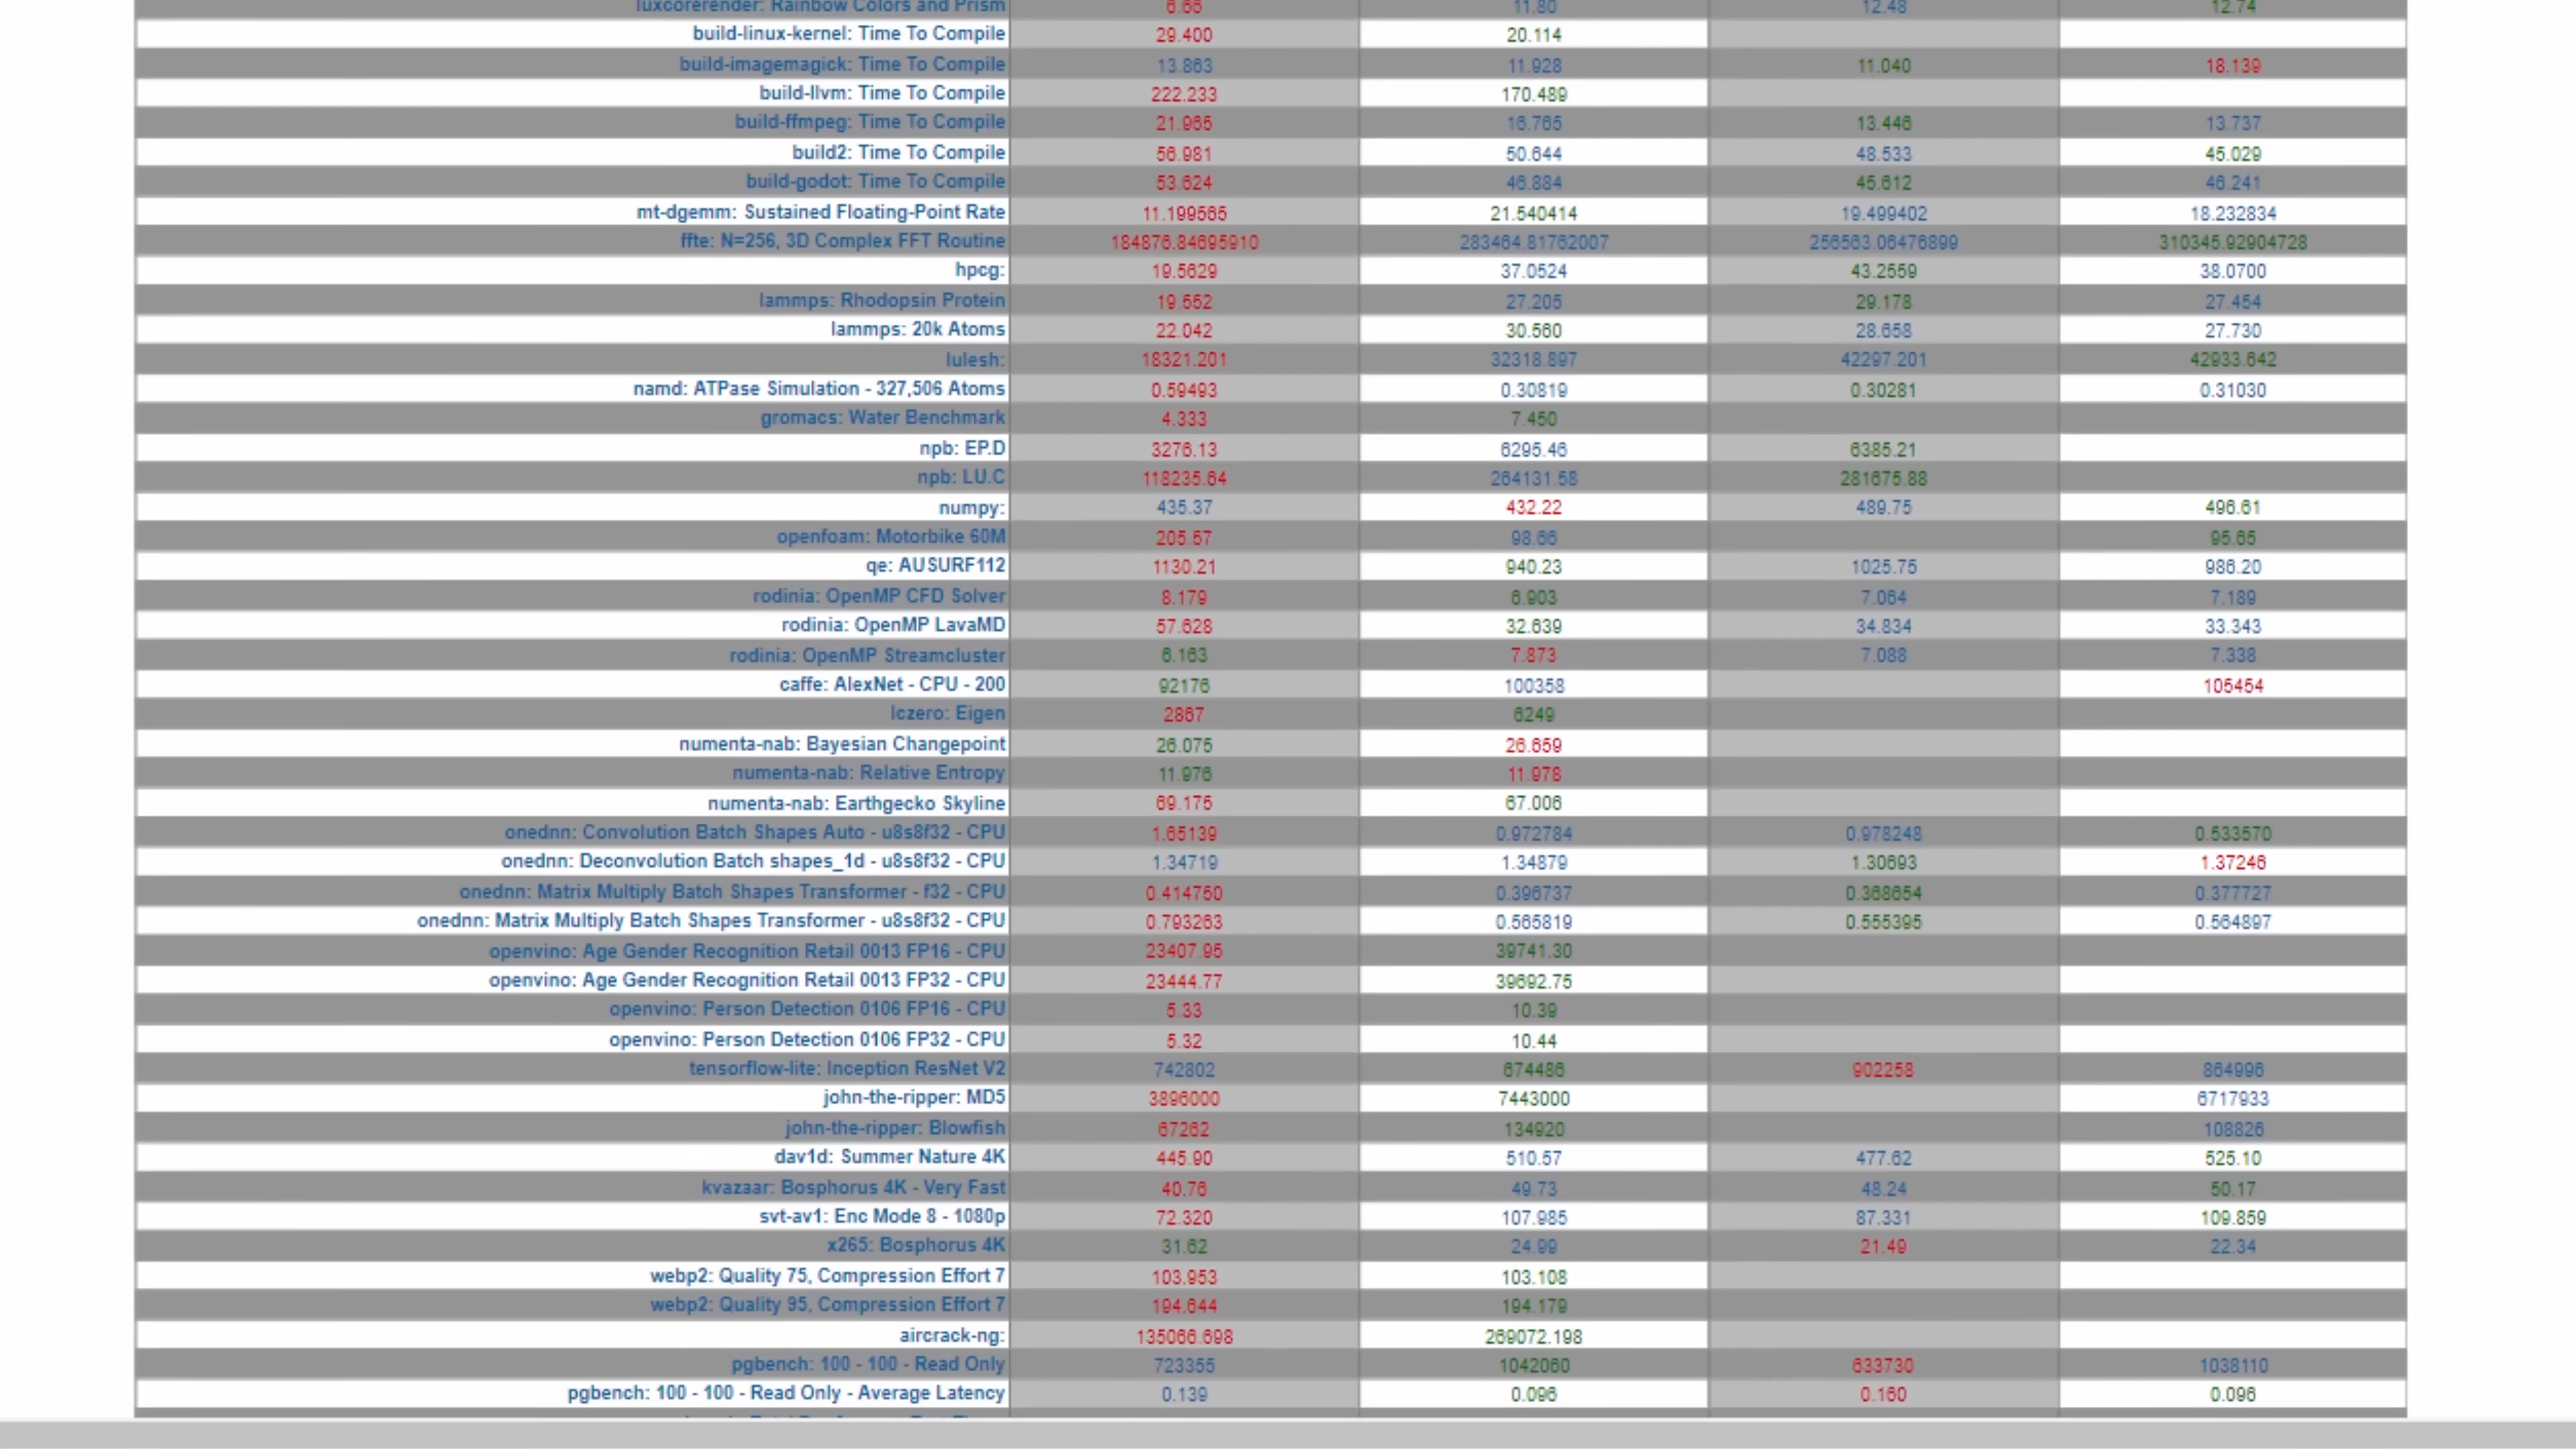 luxcorerender: Rainbow Colors and Prism 6.66 11.80 12.48 12.74
build-linux-kernel: Time To Compile 29.400 20.114
build-imagemagick: Time To Compile 13.863 11.928 11.040 18.139
build-llvm: Time To Compile 222.233 170.489
build-ffmpeg: Time To Compile 21.965 16.765 13.446 13.737
build2: Time To Compile 56.981 50.644 48.533 45.029
build-godot: Time To Compile 53.624 46.884 45.612 46.241
mt-dgemm: Sustained Floating-Point Rate 11.199565 21.540414 19.499402 18.232834
ffte: N=256, 3D Complex FFT Routine 184876.84695910 283464.81762007 256563.06476899 310345.92904728
hpcg: 19.5629 37.0524 43.2559 38.0700
lammps: Rhodopsin Protein 19.552 27.205 29.178 27.454
lammps: 20k Atoms 22.042 30.560 28.658 27.730
lulesh: 18321.201 32318.897 42297.201 42933.642
namd: ATPase Simulation - 327,506 Atoms 0.59493 0.30819 0.30281 0.31030
gromacs: Water Benchmark 4.333 7.450
npb: EP.D 3276.13 6295.46 6385.21
npb: LU.C 118235.64 264131.58 281675.88
numpy: 435.37 432.22 489.75 496.61
openfoam: Motorbike 60M 205.57 98.66 95.65
qe: AUSURF112 1130.21 940.23 1025.75 986.20
rodinia: OpenMP CFD Solver 8.179 6.903 7.064 7.189
rodinia: OpenMP LavaMD 57.628 32.639 34.834 33.343
rodinia: OpenMP Streamcluster 6.163 7.873 7.088 7.338
caffe: AlexNet - CPU - 200 92176 100358 105454
lczero: Eigen 2867 6249
numenta-nab: Bayesian Changepoint 26.075 26.659
numenta-nab: Relative Entropy 11.976 11.978
numenta-nab: Earthgecko Skyline 69.175 67.006
onednn: Convolution Batch Shapes Auto - u8s8f32 - CPU 1.65139 0.972784 0.978248 0.533570
onednn: Deconvolution Batch shapes_1d - u8s8f32 - CPU 1.34719 1.34879 1.30693 1.37246
onednn: Matrix Multiply Batch Shapes Transformer - f32 - CPU 0.414750 0.396737 0.368654 0.377727
onednn: Matrix Multiply Batch Shapes Transformer - u8s8f32 - CPU 0.793263 0.565819 0.555395 0.564897
openvino: Age Gender Recognition Retail 0013 FP16 - CPU 23407.95 39741.30
openvino: Age Gender Recognition Retail 0013 FP32 - CPU 23444.77 39692.75
openvino: Person Detection 0106 FP16 - CPU 5.33 10.39
openvino: Person Detection 0106 FP32 - CPU 5.32 10.44
tensorflow-lite: Inception ResNet V2 742802 674486 902258 864996
john-the-ripper: MD5 3896000 7443000 6717933
john-the-ripper: Blowfish 67262 134920 108826
dav1d: Summer Nature 4K 445.90 510.57 477.62 525.10
kvazaar: Bosphorus 4K - Very Fast 40.76 49.73 48.24 50.17
svt-av1: Enc Mode 8 - 1080p 72.320 107.985 87.331 109.859
x265: Bosphorus 4K 31.62 24.99 21.49 22.34
webp2: Quality 75, Compression Effort 7 103.953 103.108
webp2: Quality 95, Compression Effort 7 194.644 194.179
aircrack-ng: 135066.698 269072.198
pgbench: 100 - 100 - Read Only 723355 1042060 633730 1038110
pgbench: 100 - 100 - Read Only - Average Latency 0.139 0.096 0.160 0.096